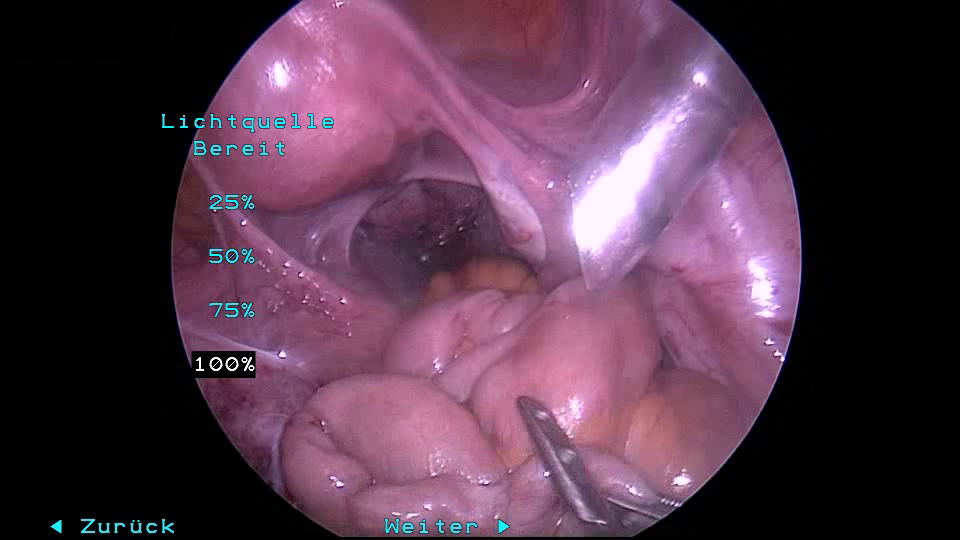 Lichtquelle
Bereit
25%
50%
75%
100%
◄ Zurück
Weiter ►